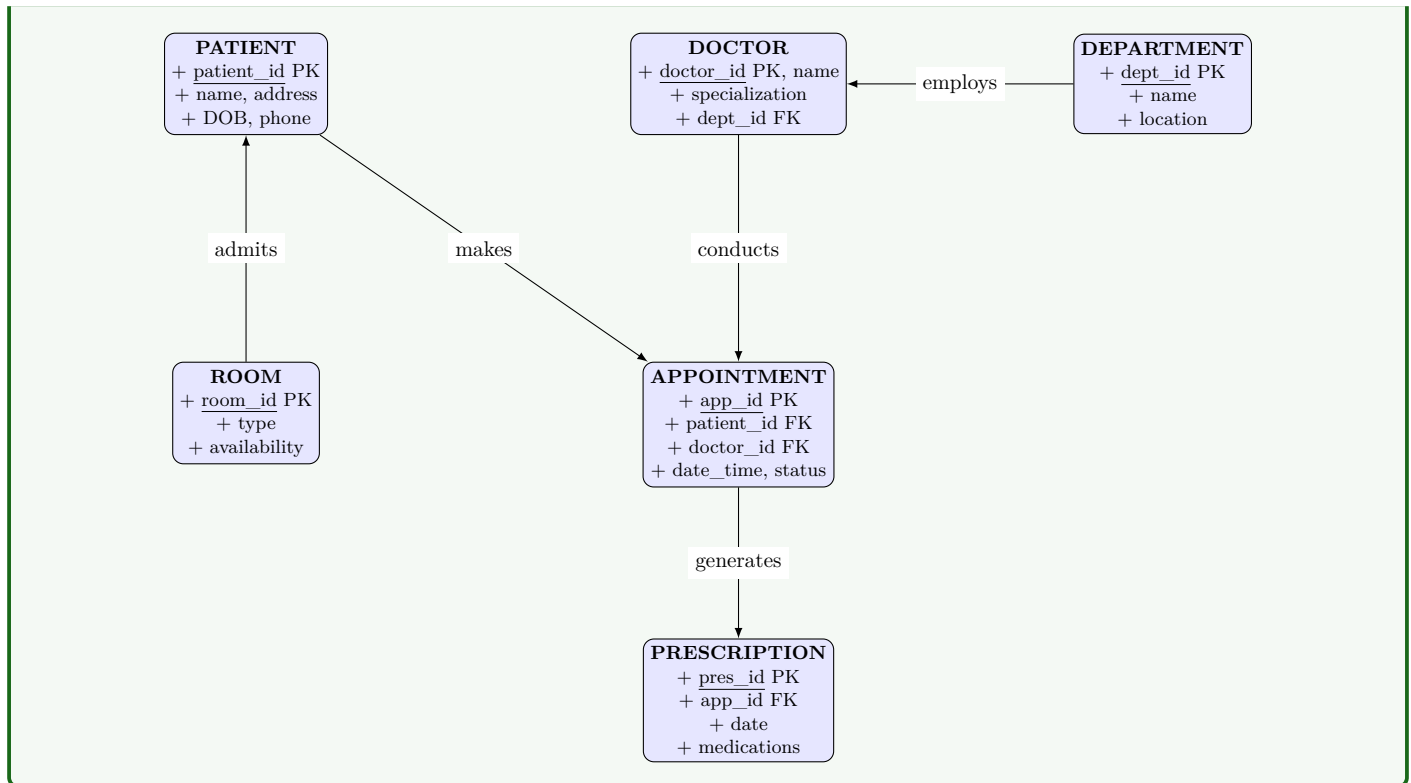 PATIENT
+ patient_id PK
+ name, address
+ DOB, phone
DOCTOR
+ doctor_id PK, name
+ specialization
+ dept_id FK
employs
DEPARTMENT
+ dept_id PK
+ name
+ location
admits
makes
conducts
ROOM
+ room_id PK
+ type
+ availability
APPOINTMENT
+ app_id PK
+ patient_id FK
+ doctor_id FK
+ date_time, status
generates
PRESCRIPTION
+ pres_id PK
+ app_id FK
+ date
+ medications